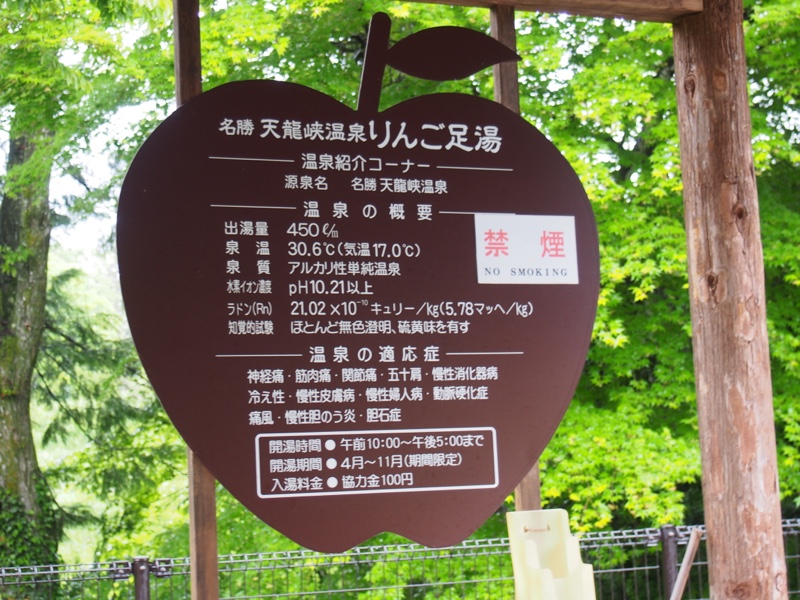 名勝 天龍峡温泉りんご足湯
温泉紹介コーナー
源泉名 名勝 天龍峡温泉
温泉の概要
出湯量 450ℓ/m
泉温 30.6℃(気温17.0℃)
泉質 アルカリ性単純温泉
水素イオン濃度 pH10.21以上
ラドン(Rn) 21.02×10⁻¹⁰キュリー/kg(5.78マッヘ/kg)
知覚的試験 ほとんど無色澄明、硫黄味を有す
禁煙
NO SMOKING
温泉の適応症
神経痛・筋肉痛・関節痛・五十肩・慢性消化器病
冷え性・慢性皮膚病・慢性婦人病・動脈硬化症
痛風・慢性胆のう炎・胆石症
開湯時間●午前10:00〜午後5:00まで
開湯期間●4月〜11月(期間限定)
入湯料金●協力金100円